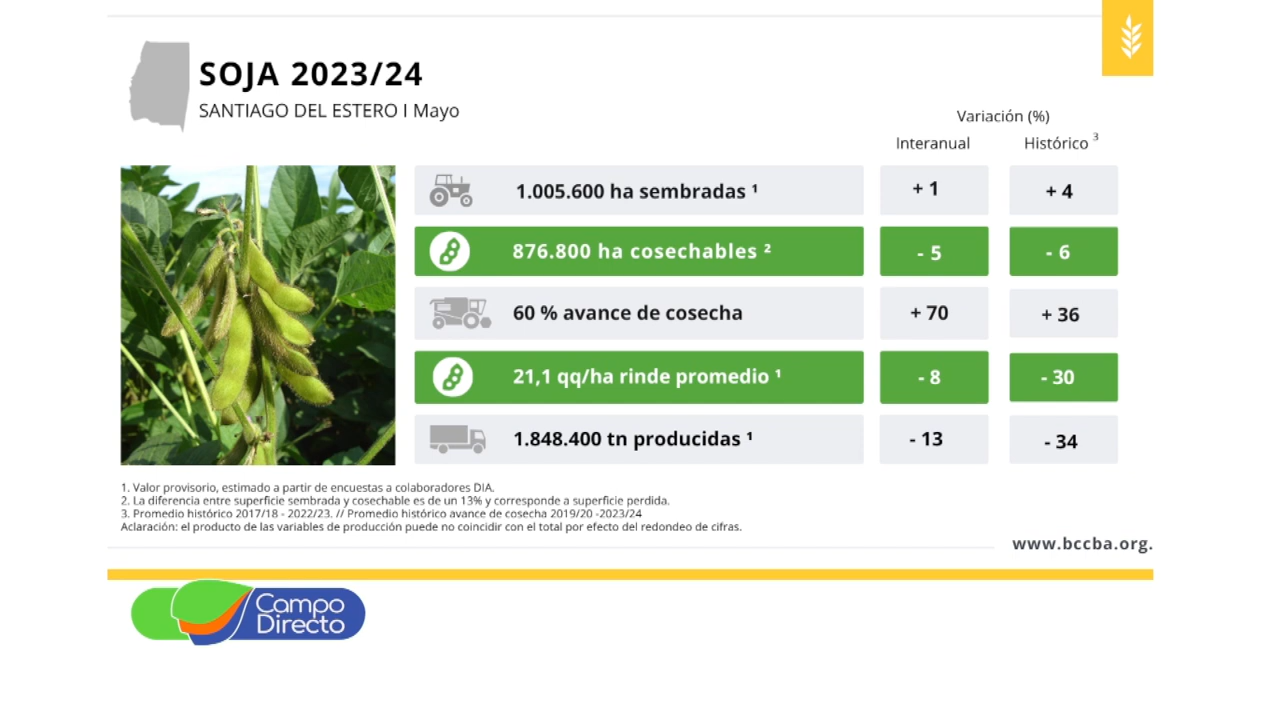 SOJA 2023/24
SANTIAGO DEL ESTERO I Mayo
Variación (%)
Interanual Histórico ³
1.005.600 ha sembradas ¹ + 1 + 4
876.800 ha cosechables ² - 5 - 6
60 % avance de cosecha + 70 + 36
21,1 qq/ha rinde promedio ¹ - 8 - 30
1.848.400 tn producidas ¹ - 13 - 34
1. Valor provisorio, estimado a partir de encuestas a colaboradores DIA.
2. La diferencia entre superficie sembrada y cosechable es de un 13% y corresponde a superficie perdida.
3. Promedio histórico 2017/18 - 2022/23. // Promedio histórico avance de cosecha 2019/20 -2023/24
Aclaración: el producto de las variables de producción puede no coincidir con el total por efecto del redondeo de cifras.
www.bccba.org.
Campo
Directo